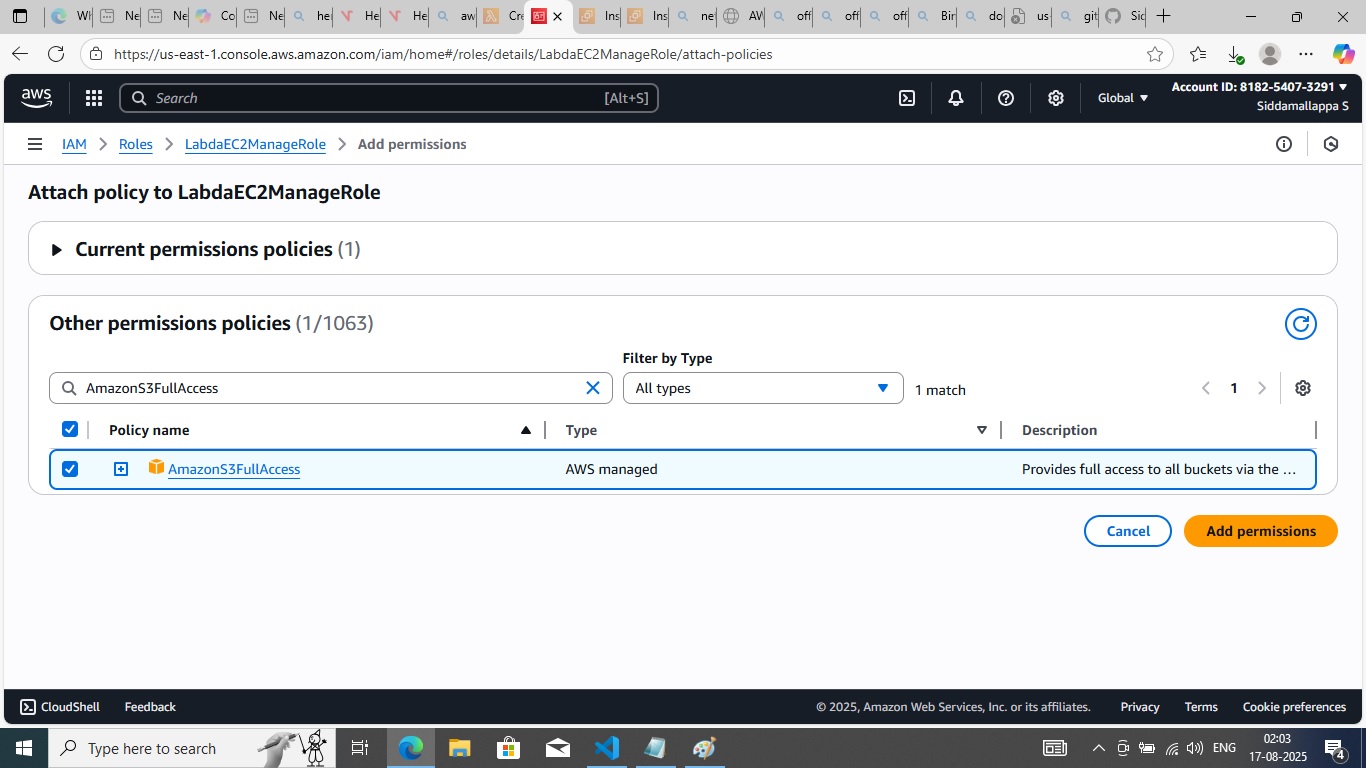 Wh
Ne
Ne
Co
Ne
he
He
He
aw
Cre
Ins
Ins
ne
AW
off
off
off
Bir
do
us
git
Sid
https://us-east-1.console.aws.amazon.com/iam/home#/roles/details/LabdaEC2ManageRole/attach-policies
aws
Search [Alt+S]
Global
Account ID: 8182-5407-3291
Siddamallappa S
IAM Roles LabdaEC2ManageRole Add permissions
Attach policy to LabdaEC2ManageRole
Current permissions policies (1)
Other permissions policies (1/1063)
Filter by Type
AmazonS3FullAccess All types 1 match 1
Policy name Type Description
AmazonS3FullAccess AWS managed Provides full access to all buckets via the ...
Cancel Add permissions
CloudShell Feedback © 2025, Amazon Web Services, Inc. or its affiliates. Privacy Terms Cookie preferences
Type here to search
ENG
02:03
17-08-2025
4